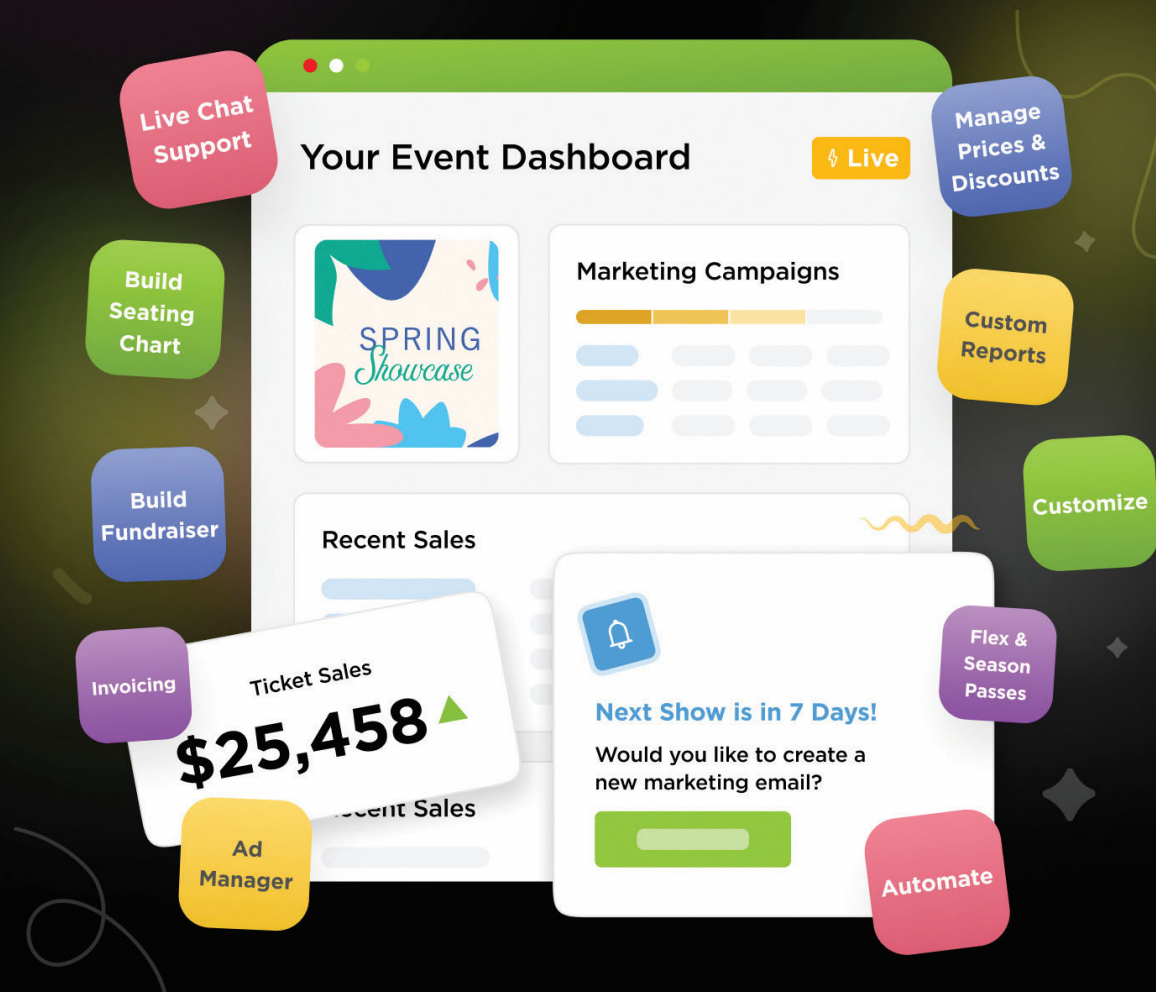 Live Chat
Support
Your Event Dashboard
Live
Manage
Prices &
Discounts
Build
Seating
Chart
SPRING
Showcase
Marketing Campaigns
Custom
Reports
Build
Fundraiser
Recent Sales
Customize
Invoicing
Ticket Sales
$25,458
Next Show is in 7 Days!
Would you like to create a
new marketing email?
Flex &
Season
Passes
cent Sales
Ad
Manager
Automate